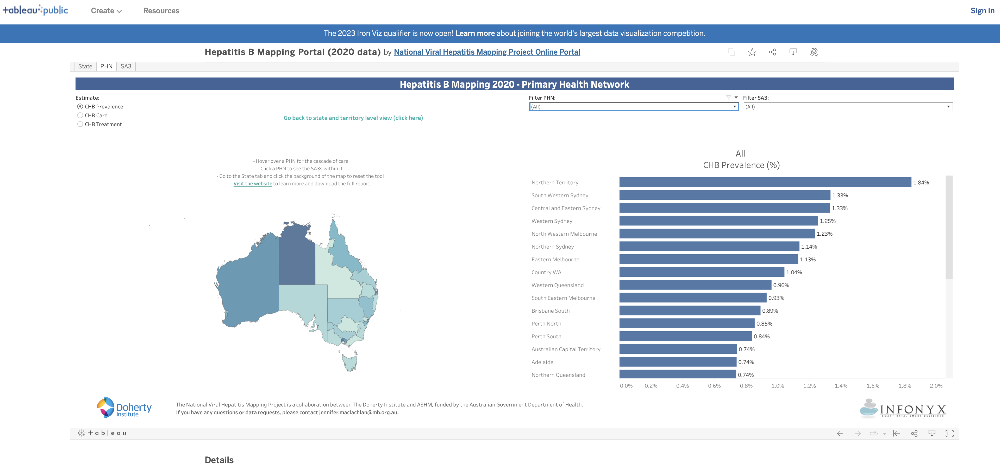 +ableau public
Create
Resources
Sign In
The 2023 Iron Viz qualifier is now open! Learn more about joining the world's largest data visualization competition.
Hepatitis B Mapping Portal (2020 data) by National Viral Hepatitis Mapping Project Online Portal
State PHN SA3
Hepatitis B Mapping 2020 - Primary Health Network
Estimate:
CHB Prevalence
CHB Care
CHB Treatment
Go back to state and territory level view (click here)
Filter PHN:
(All)
Filter SA3:
(All)
- Hover over a PHN for the cascade of care
- Click a PHN to see the SA3s within it
- Go to the State tab and click the background of the map to reset the tool
- Visit the website to learn more and download the full report
All
CHB Prevalence (%)
Northern Territory 1.84%
South Western Sydney 1.33%
Central and Eastern Sydney 1.33%
Western Sydney 1.25%
North Western Melbourne 1.23%
Northern Sydney 1.14%
Eastern Melbourne 1.13%
Country WA 1.04%
Western Queensland 0.96%
South Eastern Melbourne 0.93%
Brisbane South 0.89%
Perth North 0.85%
Perth South 0.84%
Australian Capital Territory 0.74%
Adelaide 0.74%
Northern Queensland 0.74%
0.0% 0.2% 0.4% 0.6% 0.8% 1.0% 1.2% 1.4% 1.6% 1.8% 2.0%
Doherty
Institute
The National Viral Hepatitis Mapping Project is a collaboration between The Doherty Institute and ASHM, funded by the Australian Government Department of Health.
If you have any questions or data requests, please contact jennifer.maclachlan@mh.org.au.
INFONYX
SMART DATA, SMART DECISIONS
+ableau
Details